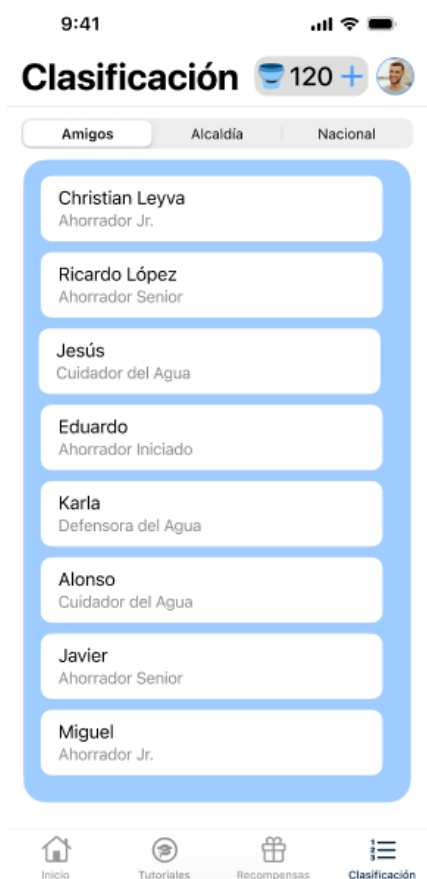 9:41
Clasificación 120 +
Amigos Alcaldía Nacional
Christian Leyva
Ahorrador Jr.
Ricardo López
Ahorrador Senior
Jesús
Cuidador del Agua
Eduardo
Ahorrador Iniciado
Karla
Defensora del Agua
Alonso
Cuidador del Agua
Javier
Ahorrador Senior
Miguel
Ahorrador Jr.
Inicio Tutoriales Recompensas Clasificación